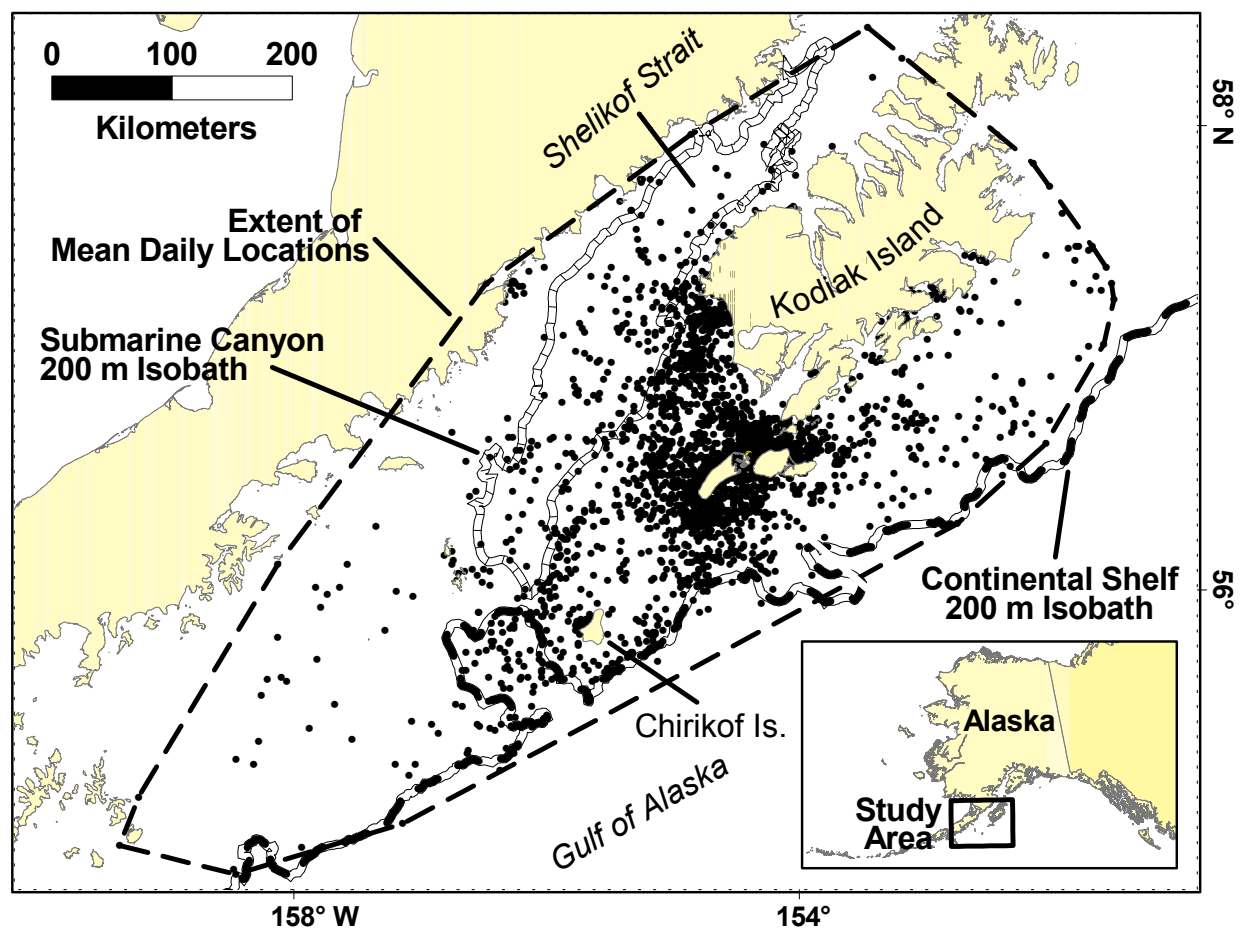 0 100 200
Kilometers
Shelikof Strait
58° N
Extent of
Mean Daily Locations
Kodiak Island
Submarine Canyon
200 m Isobath
Continental Shelf
200 m Isobath
56°
Chirikof Is.
Gulf of Alaska
Alaska
Study
Area
158° W
154°